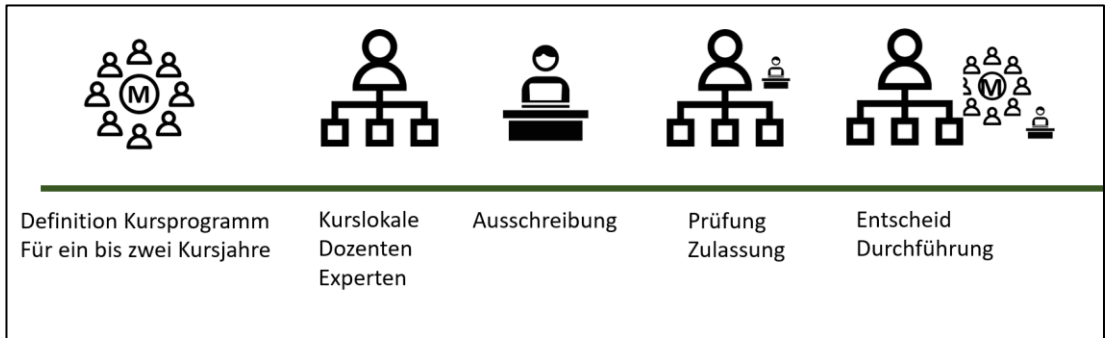 M
M
Definition Kursprogramm
Für ein bis zwei Kursjahre
Kurslokale
Dozenten
Experten
Ausschreibung
Prüfung
Zulassung
Entscheid
Durchführung